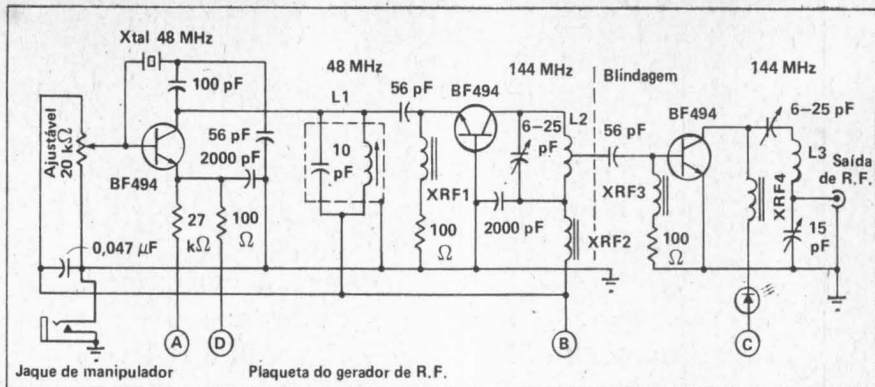 Xtal 48 MHz
100 pF
Ajustável
20 kΩ
BF494
56 pF
2000 pF
27
kΩ
100
Ω
0,047 µF
Jaque de manipulador
A
D
48 MHz
L1
10
pF
56 pF
BF494
XRF1
100
Ω
144 MHz
6–25
pF
L2
2000 pF
XRF2
B
Plaqueta do gerador de R.F.
Blindagem
56 pF
BF494
XRF3
100
Ω
144 MHz
6–25 pF
L3
XRF4
Saída
de R.F.
15
pF
C